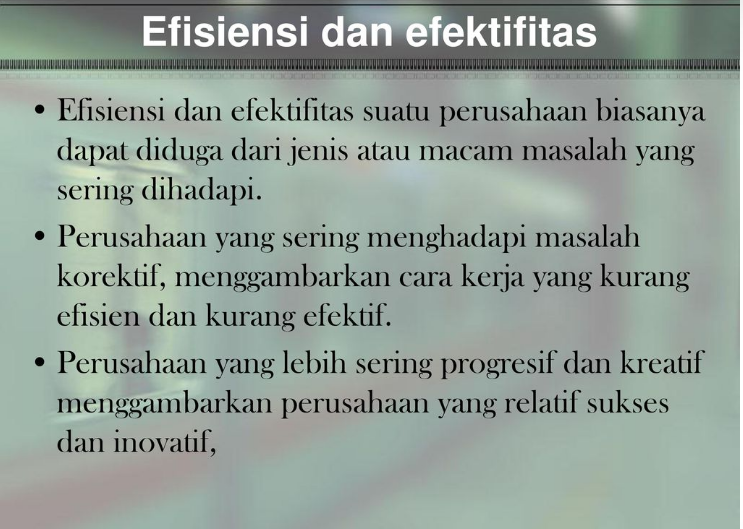 Efisiensi dan efektifitas
• Efisiensi dan efektifitas suatu perusahaan biasanya
dapat diduga dari jenis atau macam masalah yang
sering dihadapi.
• Perusahaan yang sering menghadapi masalah
korektif, menggambarkan cara kerja yang kurang
efisien dan kurang efektif.
• Perusahaan yang lebih sering progresif dan kreatif
menggambarkan perusahaan yang relatif sukses
dan inovatif,